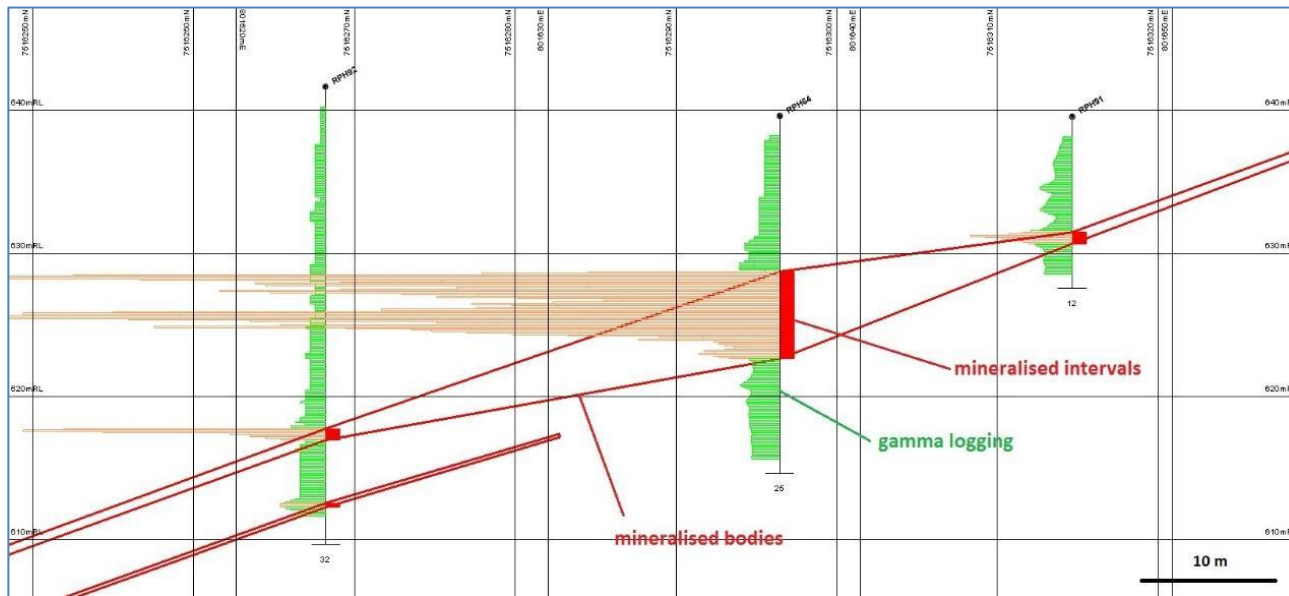 7516250mN
7516260mN
801620mE
7516270mN
7516280mN
801630mE
7516290mN
7516300mN
801640mE
7516310mN
7516320mN
801650mE
RPH92
RPH64
RPH91
640mRL
640mRL
630mRL
630mRL
12
mineralised intervals
620mRL
620mRL
gamma logging
25
610mRL
mineralised bodies
610mRL
32
10 m